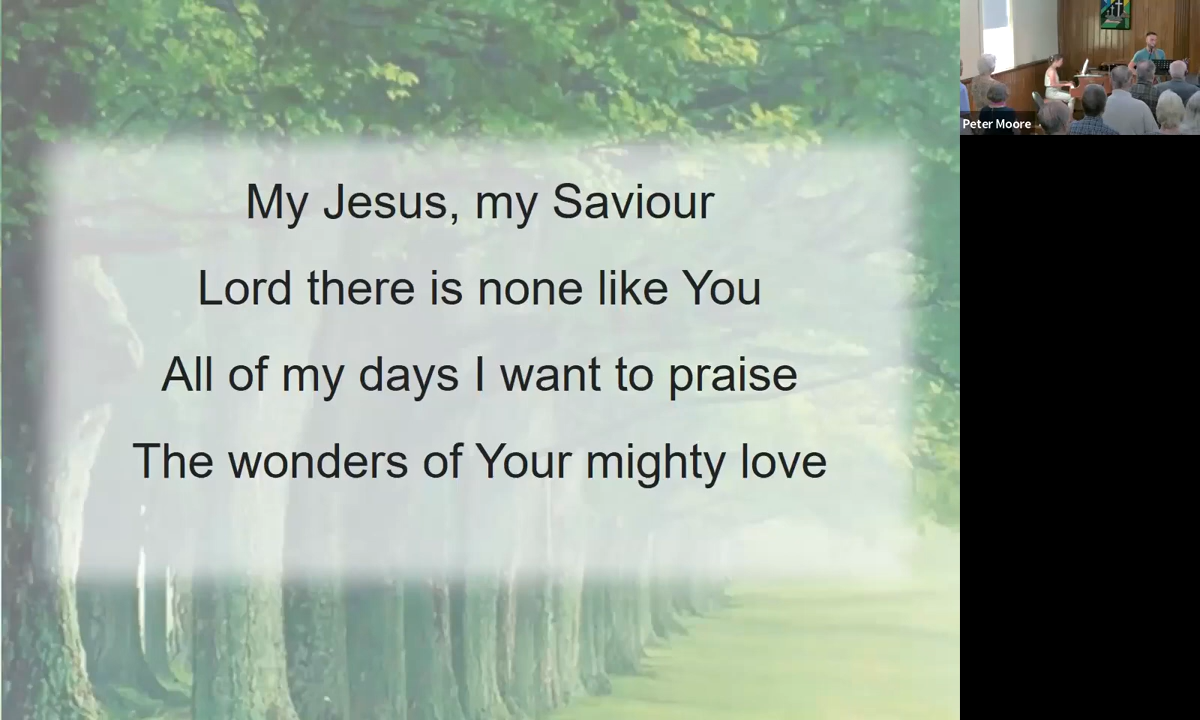 My Jesus, my Saviour
Lord there is none like You
All of my days I want to praise
The wonders of Your mighty love
Peter Moore